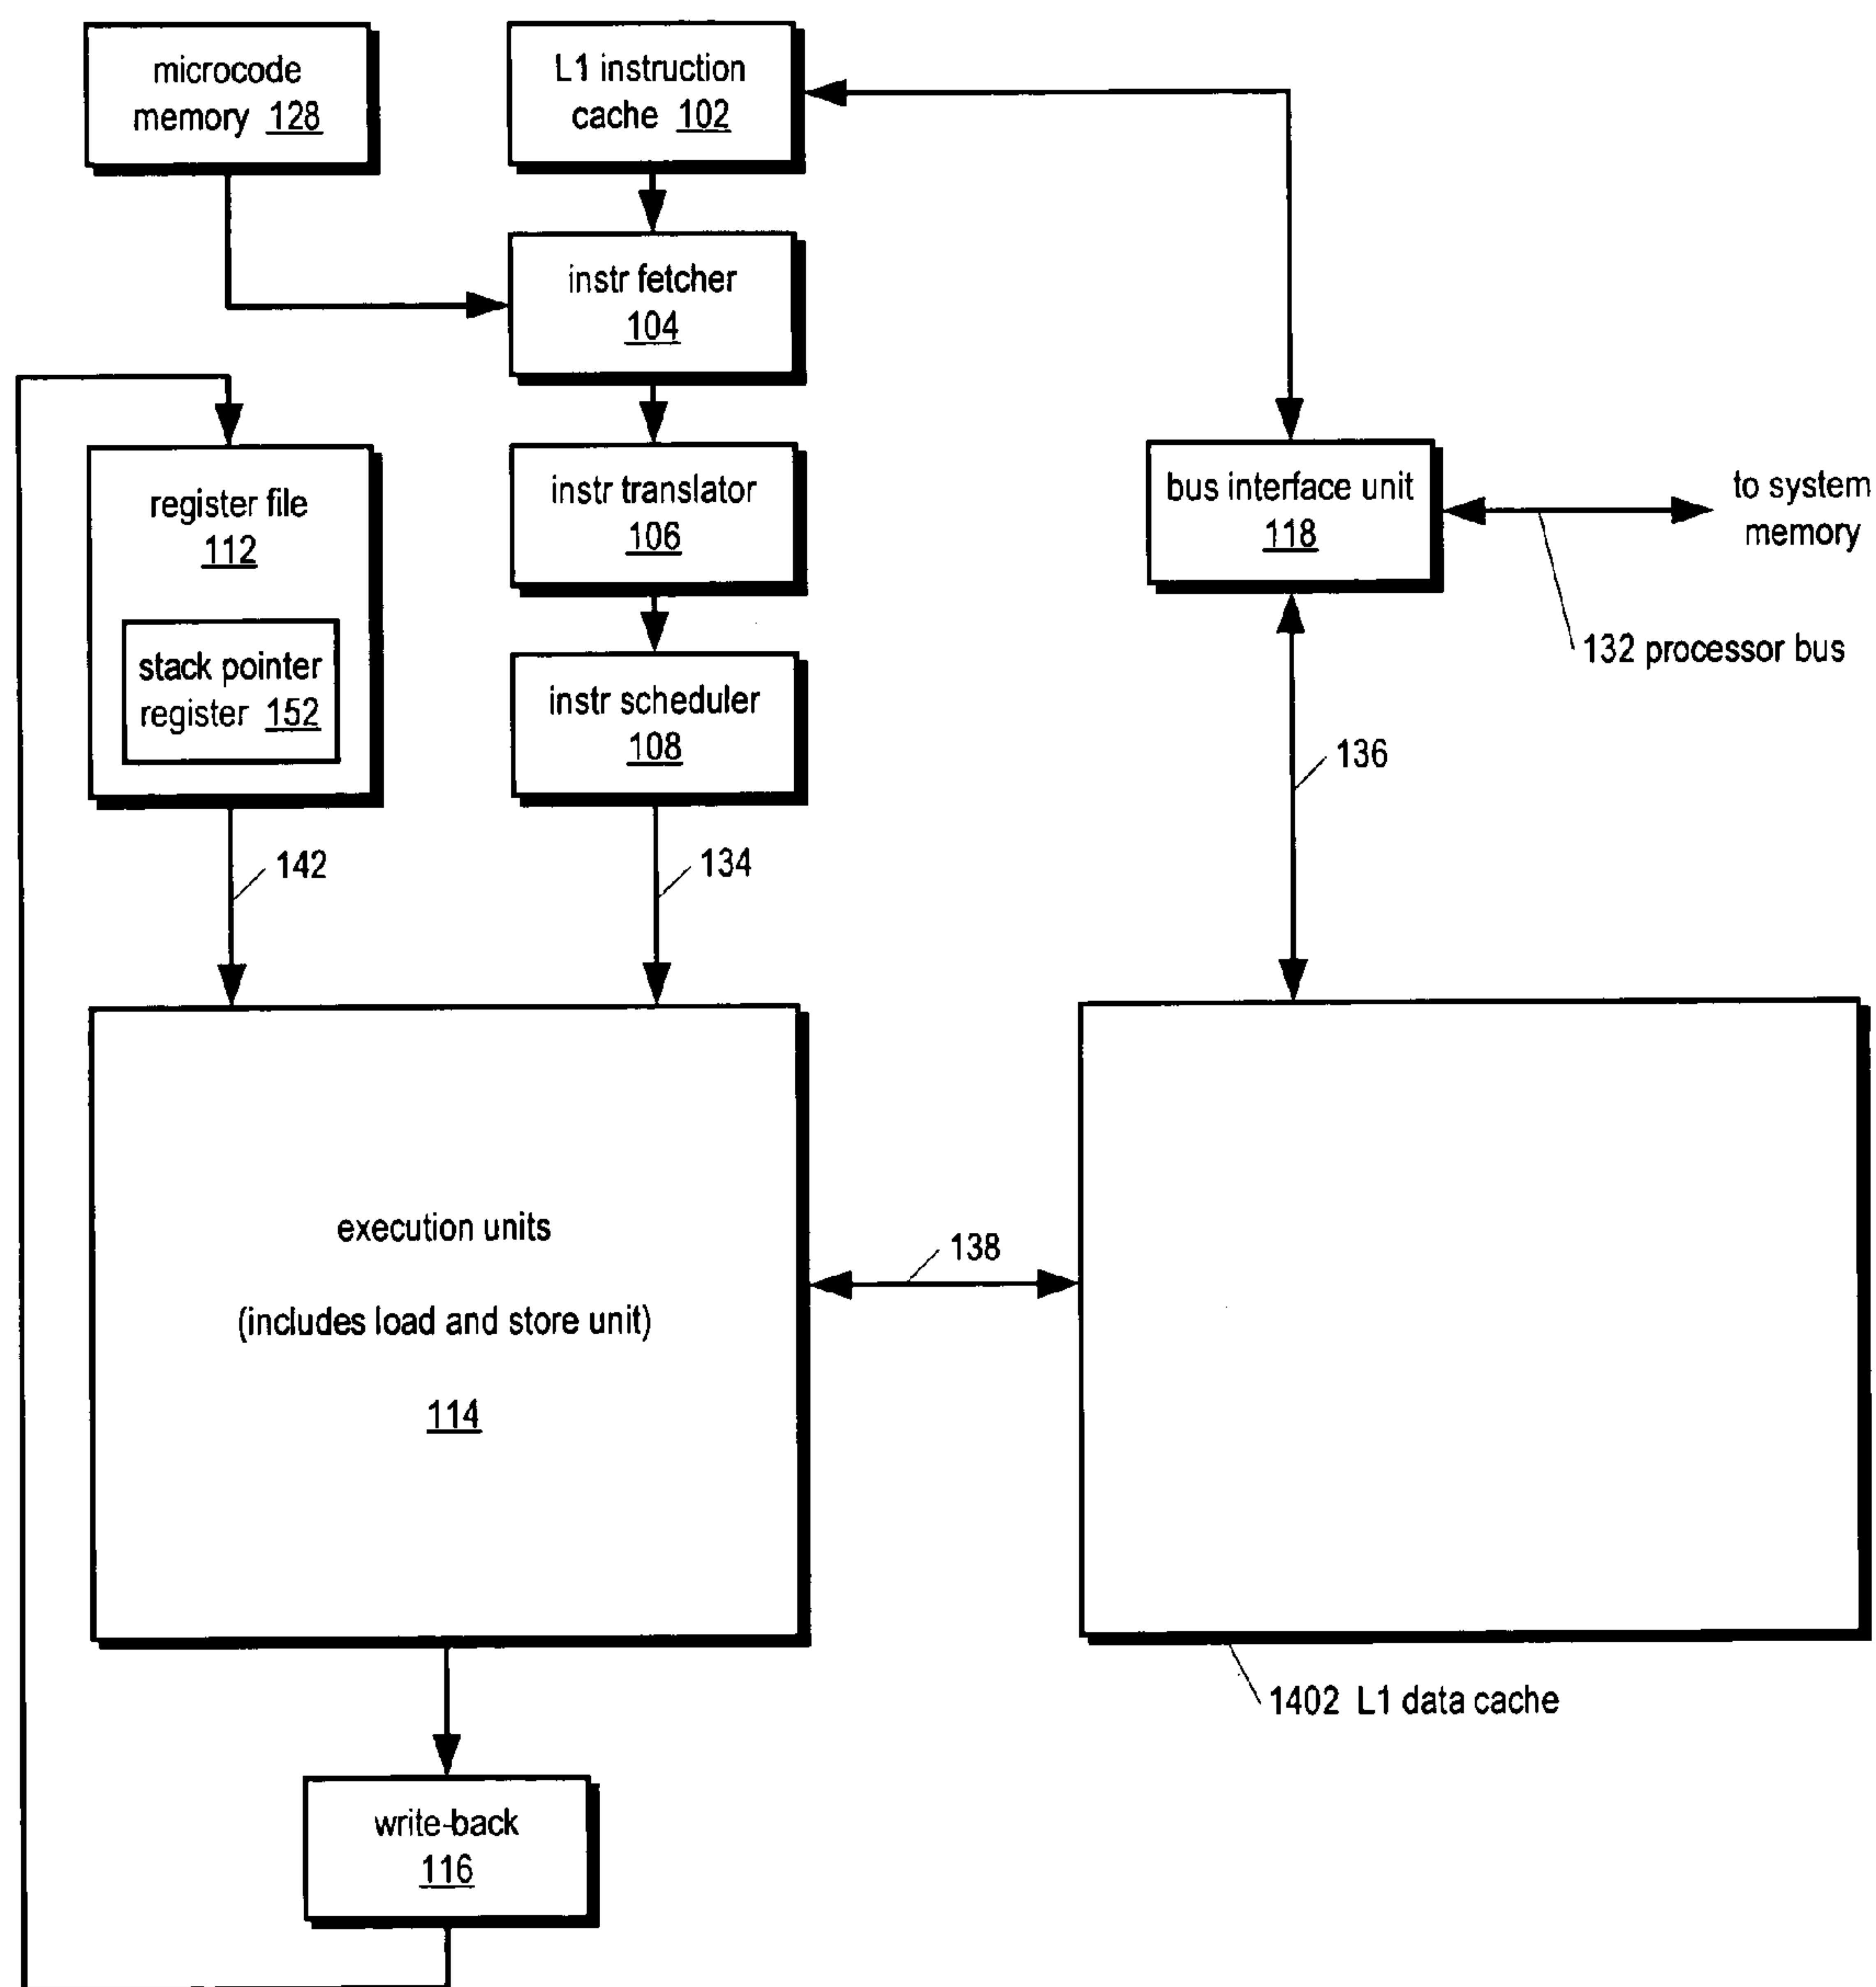 microcode
memory 128
L1 instruction
cache 102
instr fetcher
104
register file
112
stack pointer
register 152
instr translator
106
instr scheduler
108
bus interface unit
118
to system
memory
132 processor bus
136
142
134
execution units
(includes load and store unit)
114
138
1402 L1 data cache
write-back
116